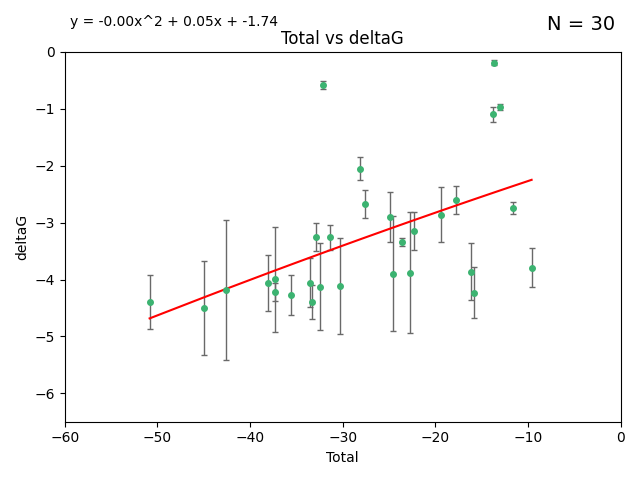 y = -0.00x^2 + 0.05x + -1.74
N = 30
Total vs deltaG
0
−1
−2
−3
−4
−5
−6
deltaG
−60
−50
−40
−30
−20
−10
0
Total